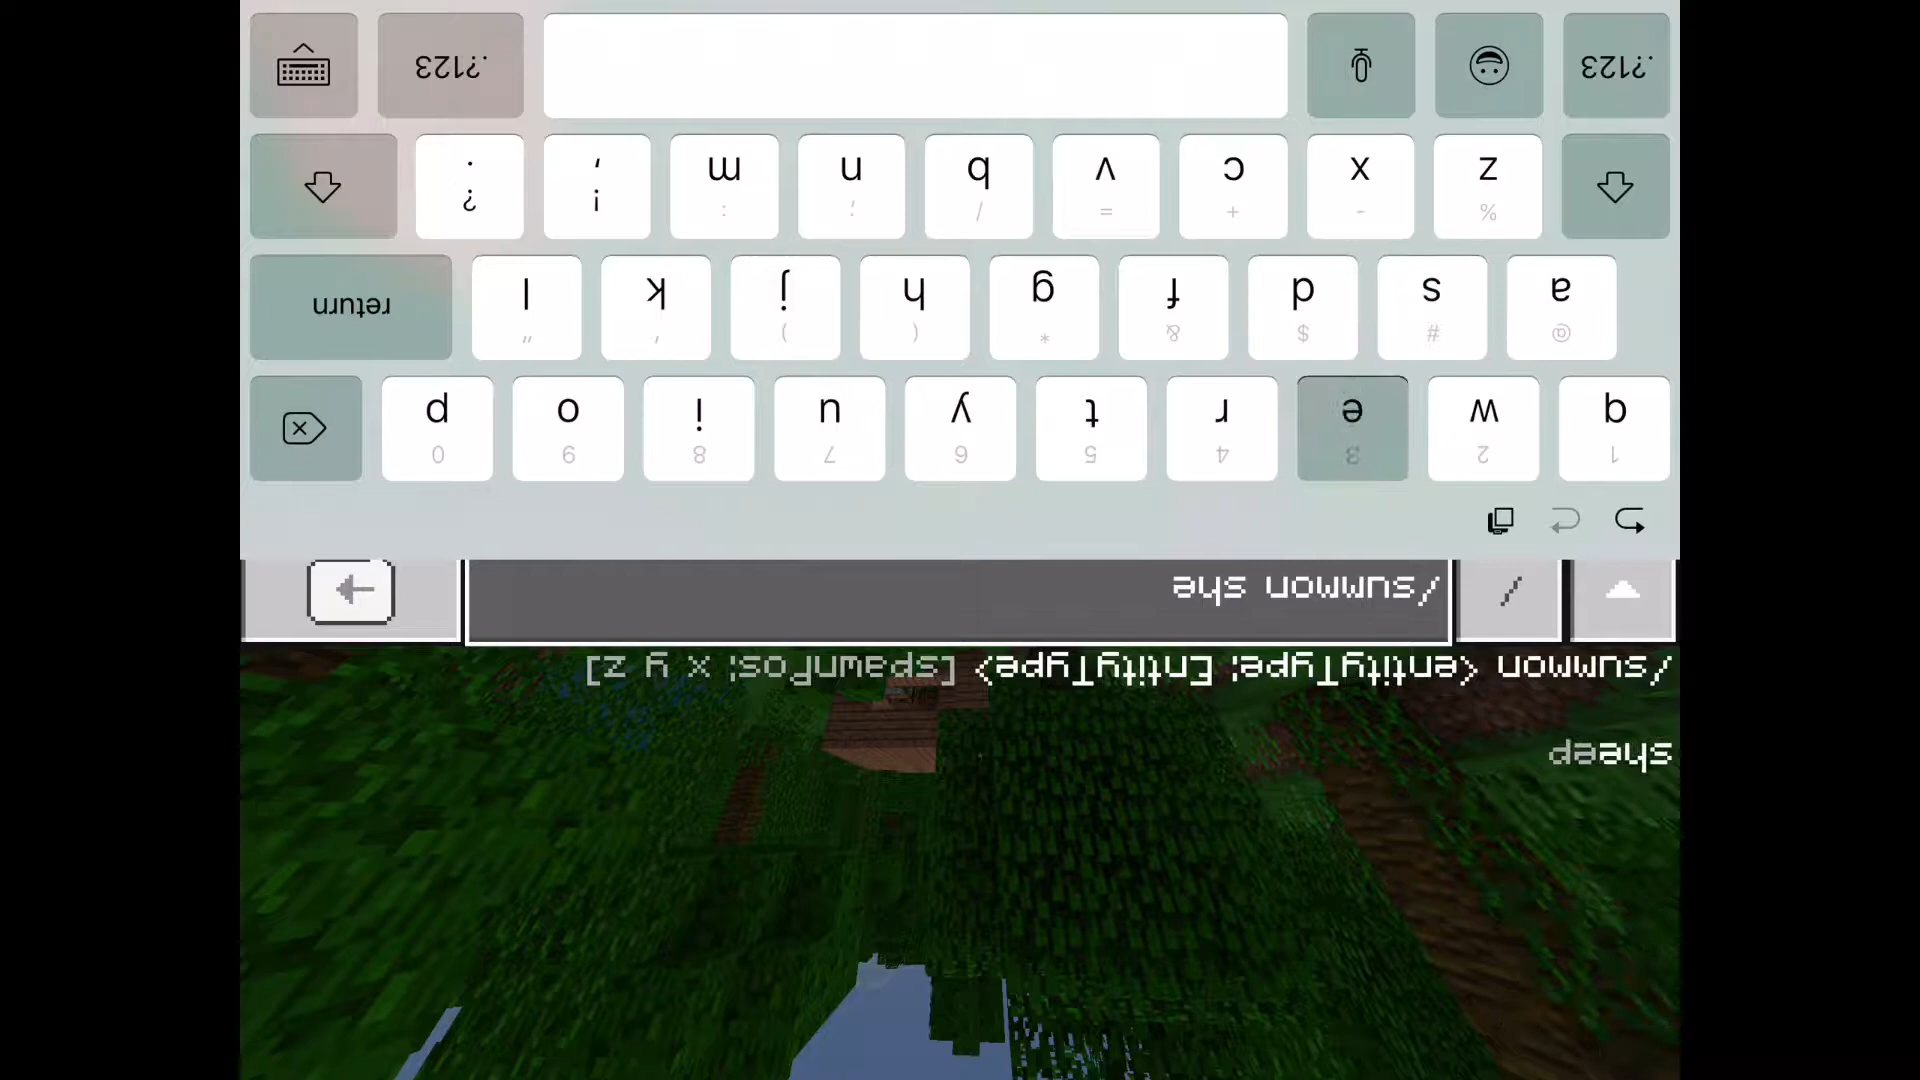 sheep
/summon <entityType: EntityType> [spawnPos: x y z]
/ /summon she
1 2 3 4 5 6 7 8 9 0
q w e r t y u i o p
@ # $ & * ( ) ' "
a s d f g h j k l return
% - + = / ; : ! ?
z x c v b n m , .
.?123 .?123